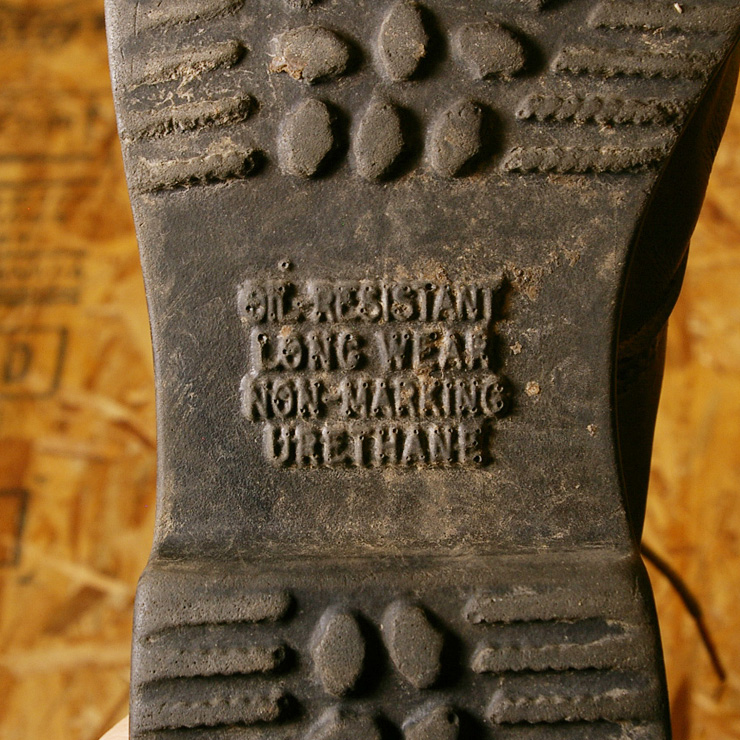 OIL-RESISTANT
LONG WEAR
NON-MARKING
URETHANE